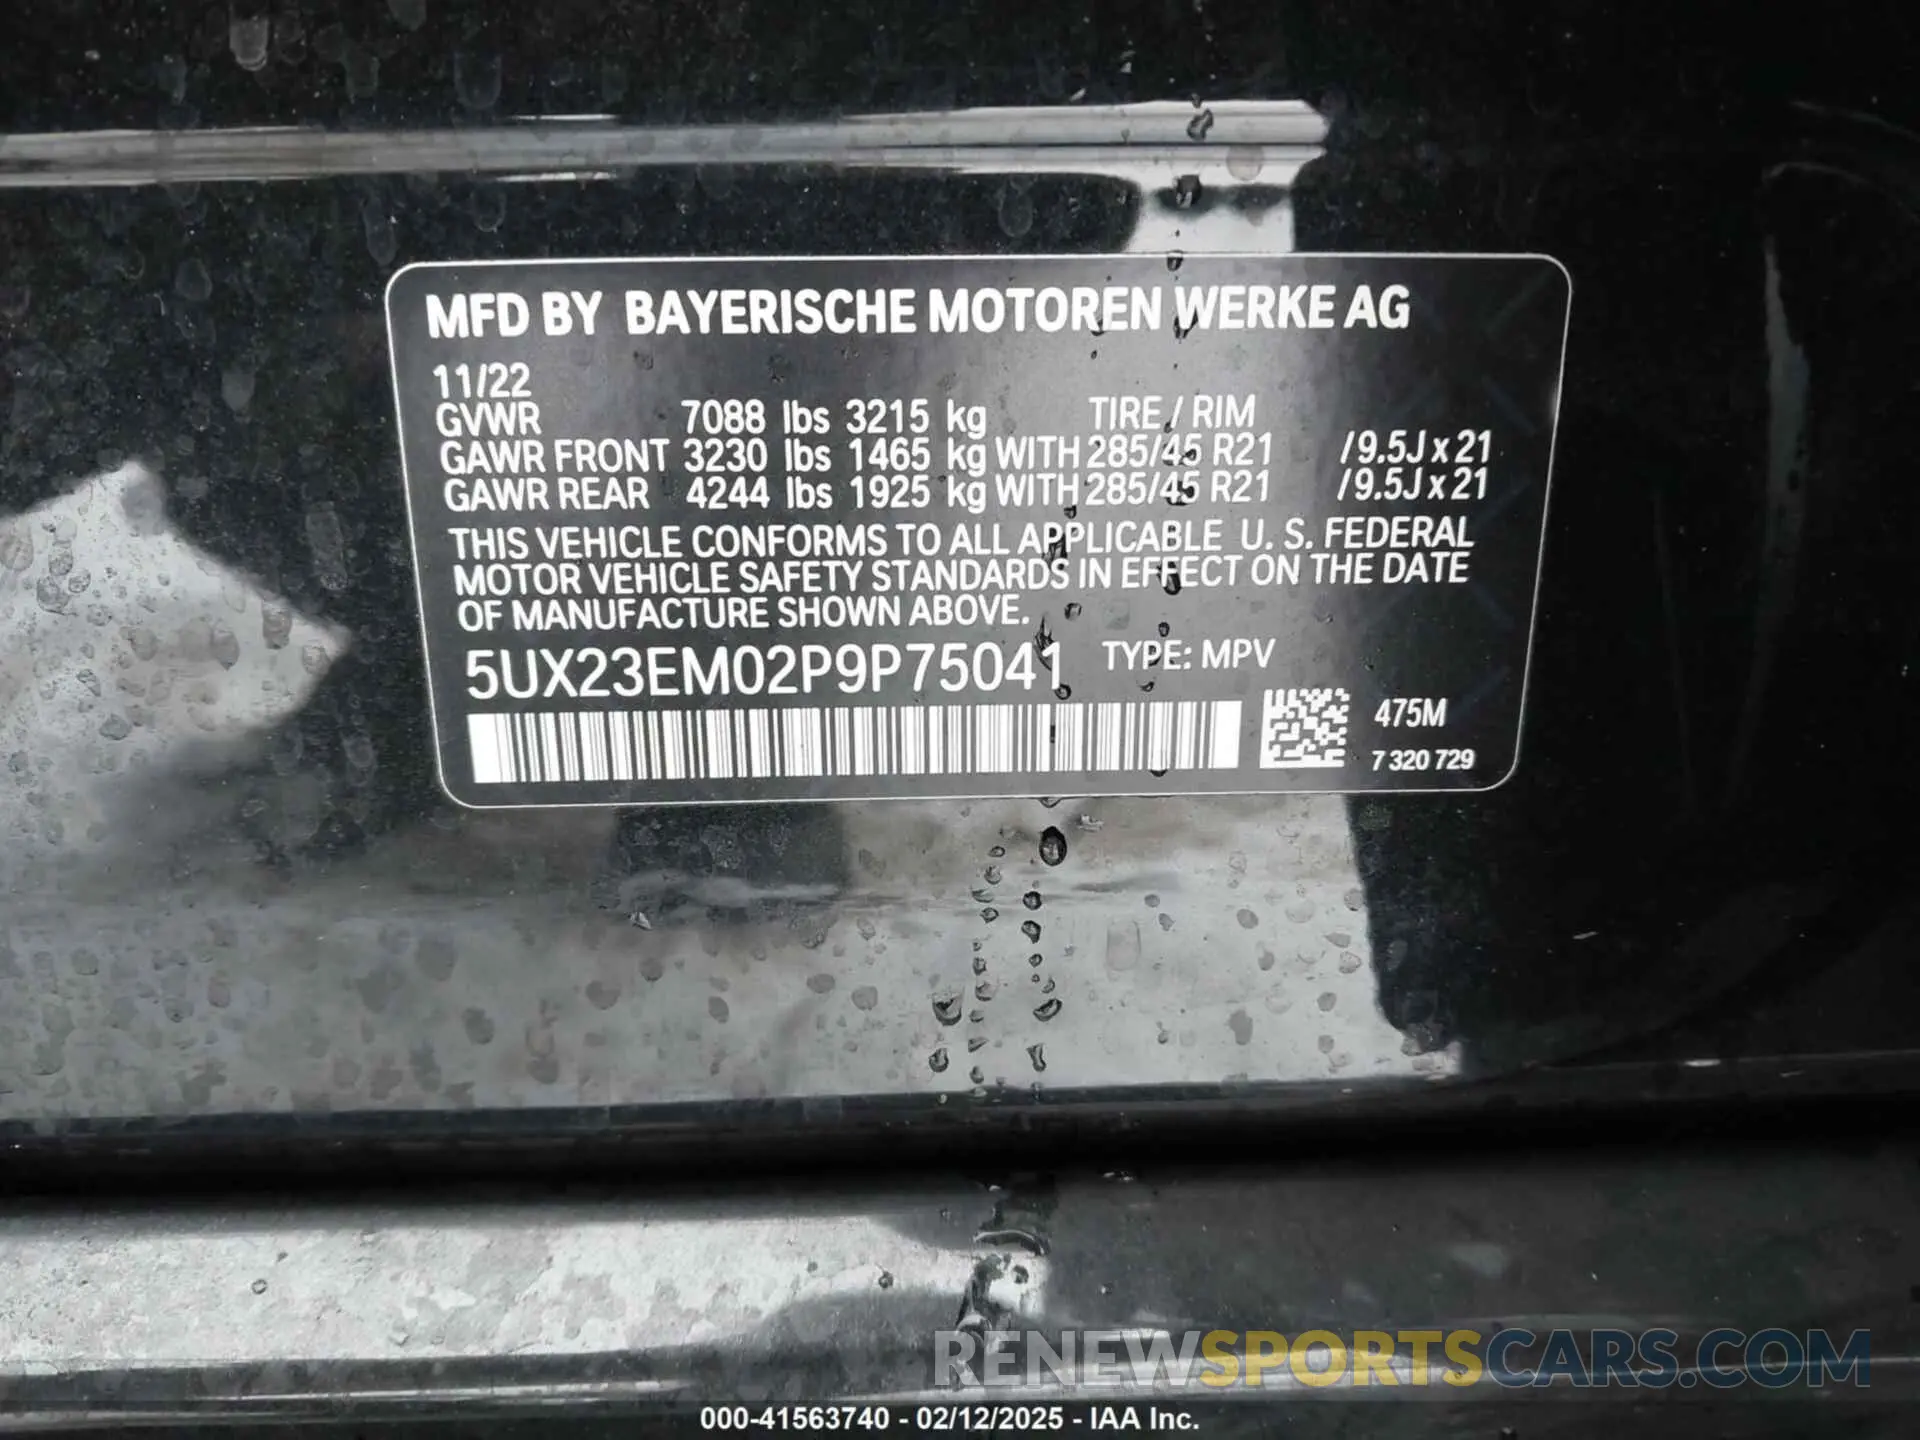 MFD BY BAYERISCHE MOTOREN WERKE AG
11/22
GVWR 7088 lbs 3215 kg TIRE / RIM
GAWR FRONT 3230 lbs 1465 kg WITH 285/45 R21 /9.5J x 21
GAWR REAR 4244 lbs 1925 kg WITH 285/45 R21 /9.5J x 21
THIS VEHICLE CONFORMS TO ALL APPLICABLE U. S. FEDERAL
MOTOR VEHICLE SAFETY STANDARDS IN EFFECT ON THE DATE
OF MANUFACTURE SHOWN ABOVE.
5UX23EM02P9P75041 TYPE: MPV
475M
7 320 729
RENEWSPORTSCARS.COM
000-41563740 - 02/12/2025 - IAA Inc.